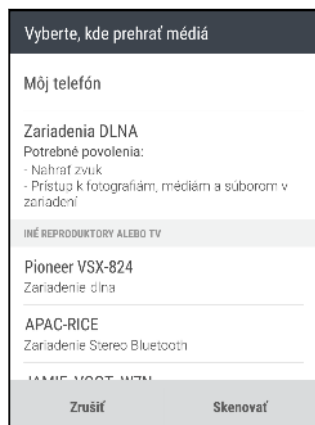 Vyberte, kde prehrať médiá
Môj telefón
Zariadenia DLNA
Potrebné povolenia:
- Nahrať zvuk
- Prístup k fotografiám, médiám a súborom v
zariadení
INÉ REPRODUKTORY ALEBO TV
Pioneer VSX-824
Zariadenie dlna
APAC-RICE
Zariadenie Stereo Bluetooth
Zrušiť
Skenovať